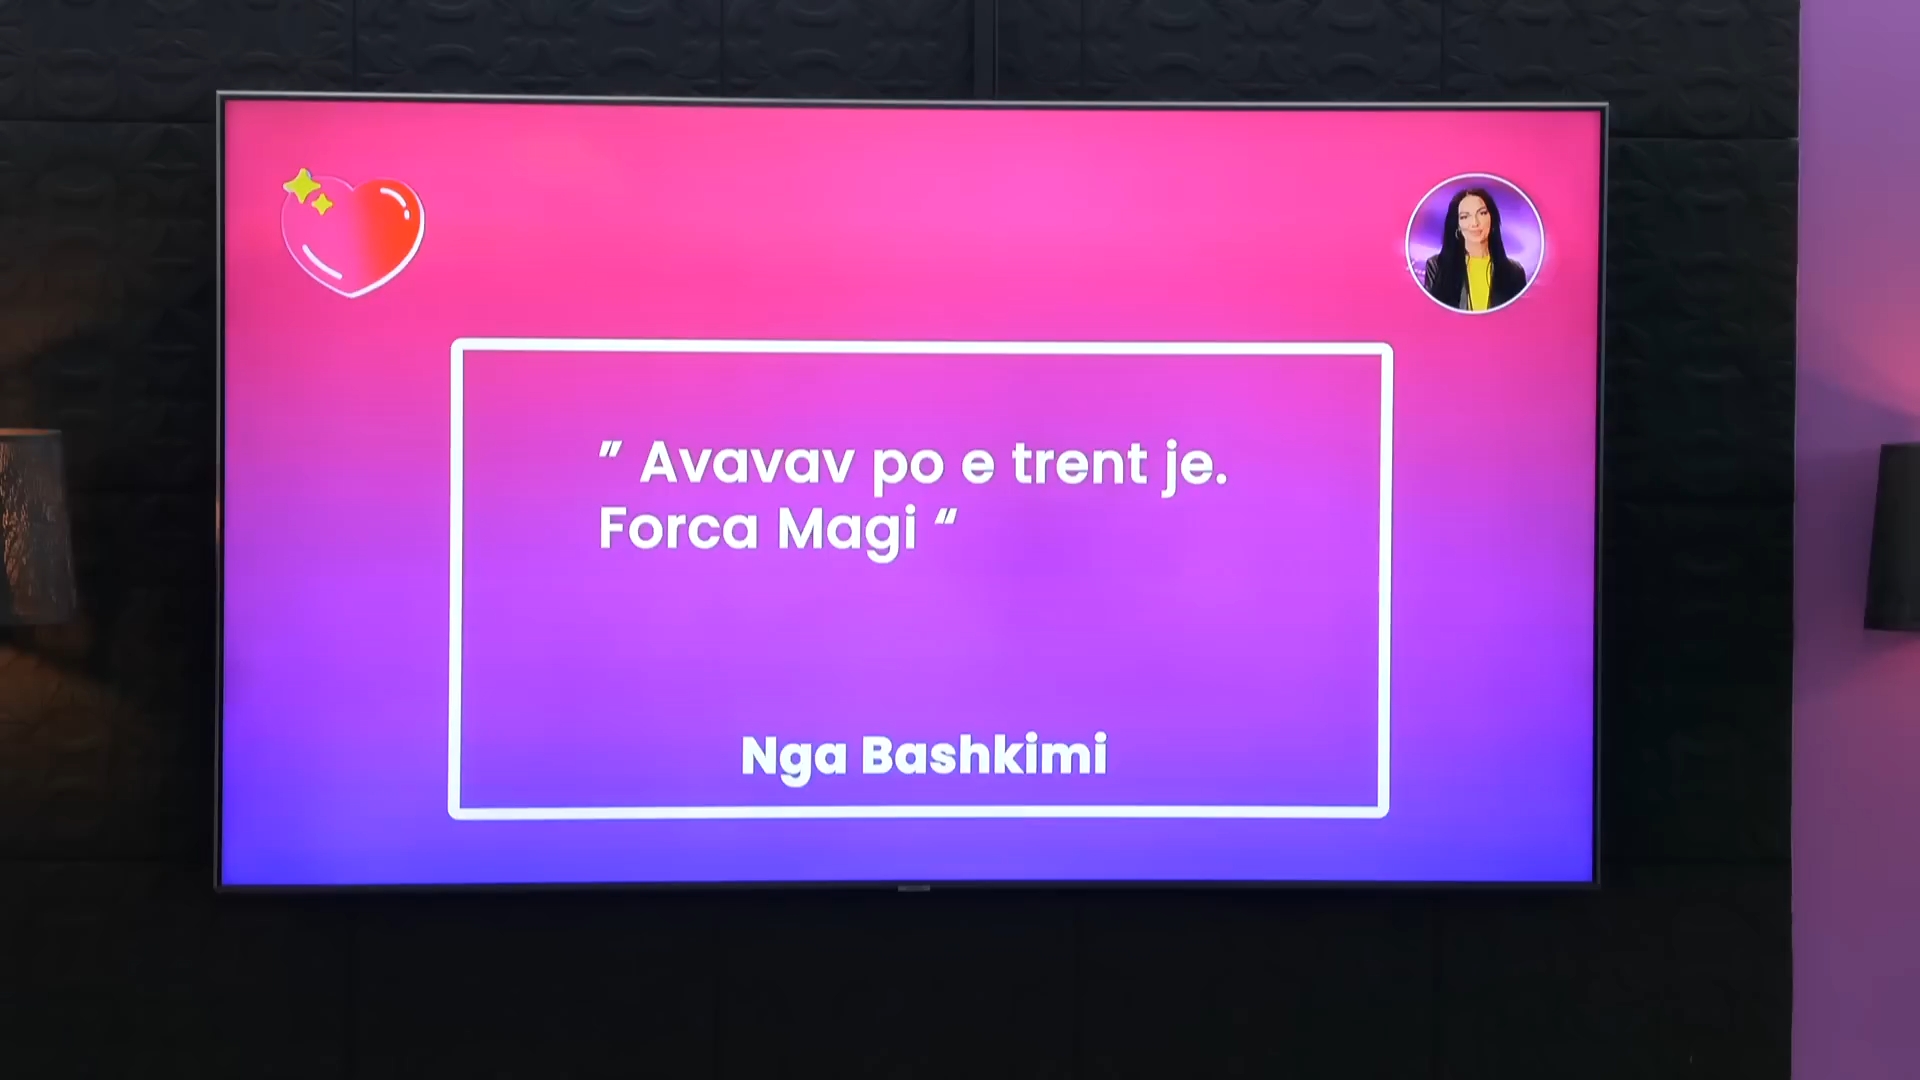 ” Avavav po e trent je.
Forca Magi “
Nga Bashkimi